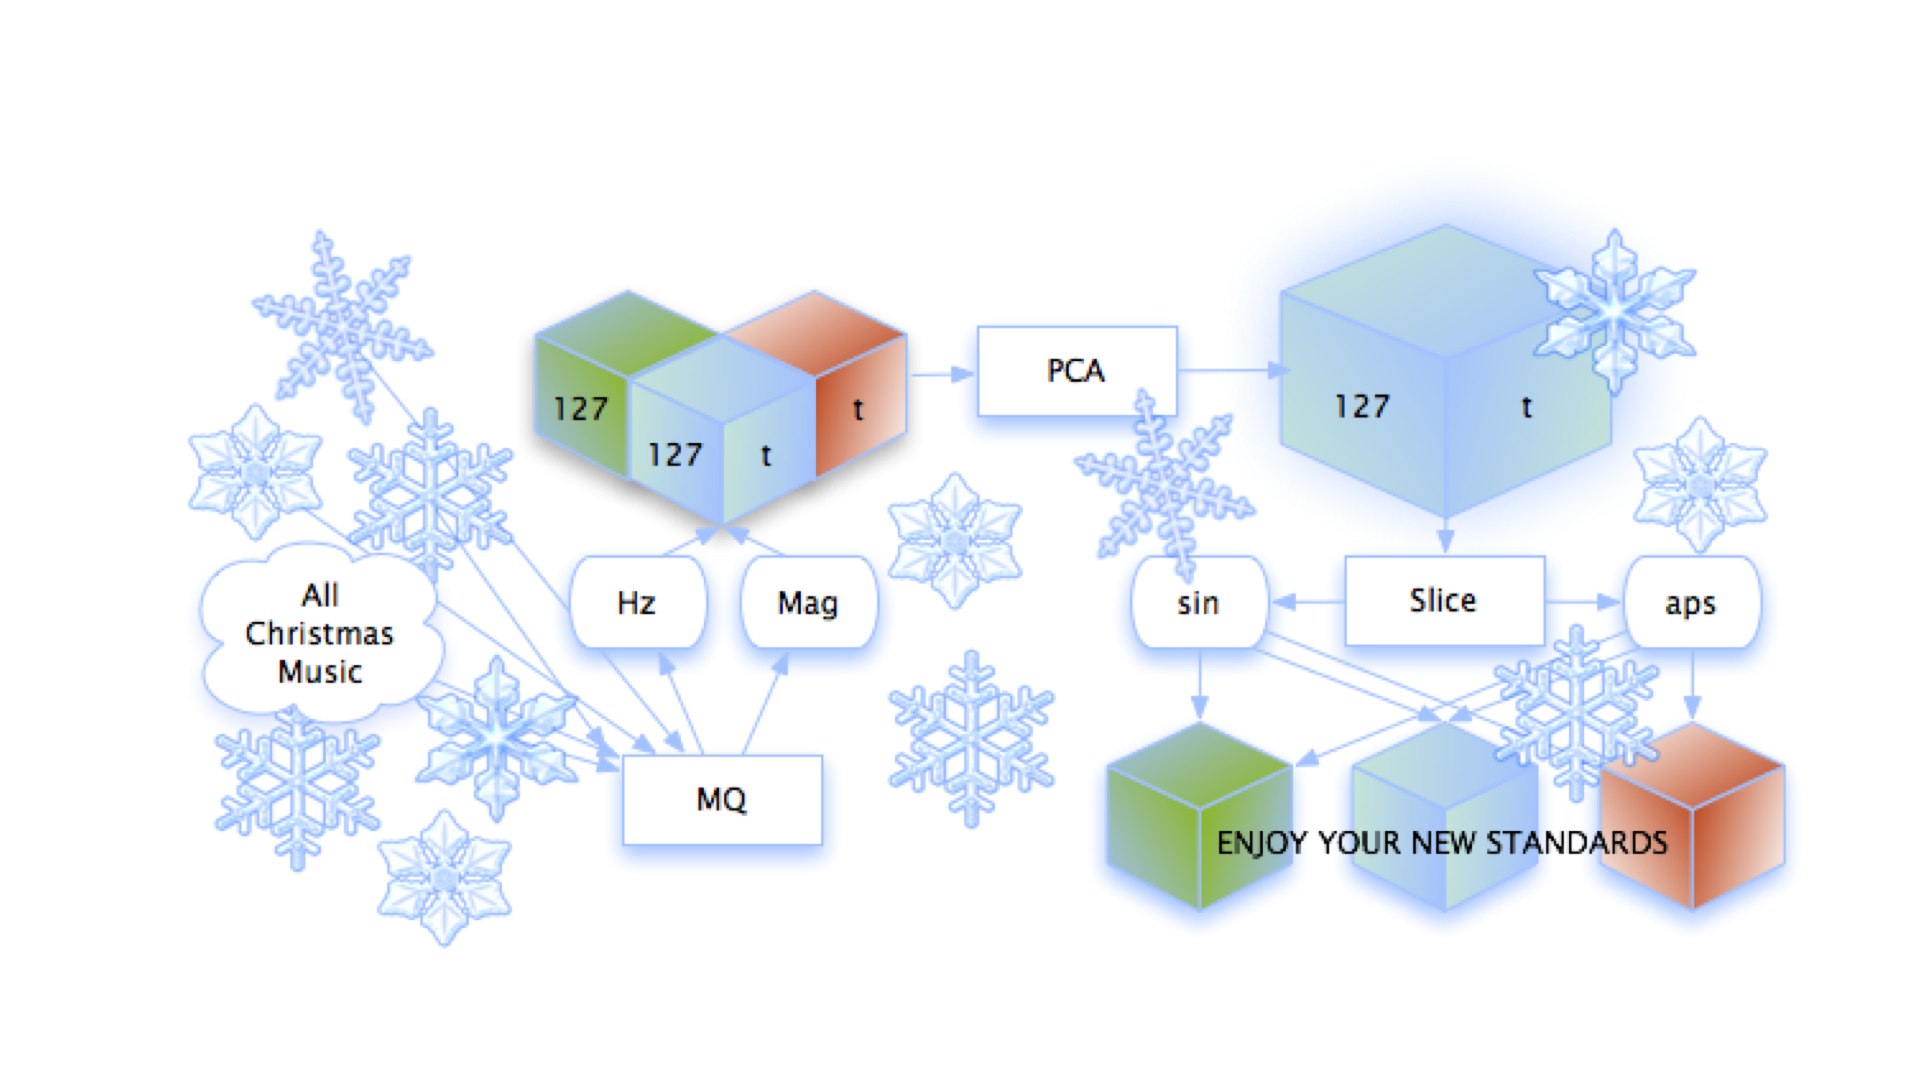 All
Christmas
Music
127
127
t
t
Hz
Mag
MQ
PCA
127
t
sin
Slice
aps
ENJOY YOUR NEW STANDARDS